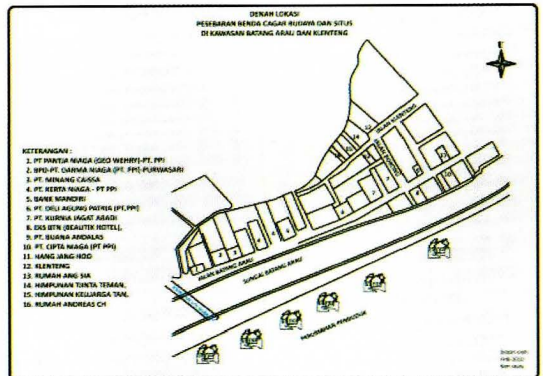 DENAH LOKASI
PESEBARAN BENDA CAGAR BUDAYA DAN SITUS
DI KAWASAN BATANG ARAU DAN KLENTENG
U
KETERANGAN :
1. PT PANTJA NIAGA (GEO WEHRY)-PT. PPI
2. BPD-PT. DARMA NIAGA (PT. PPI)-PURWASARI
3. PT. MINANG CAISSA
4. PT. KERTA NIAGA - PT PPI
5. BANK MANDIRI
6. PT. DELI AGUNG PATRIA (PT.PPI)
7. PT. KURNIA JAGAT ABADI
8. EKS BTN (BEAUTIK HOTEL),
9. PT. BUANA ANDALAS
10. PT. CIPTA NIAGA (PT PPI)
11. HANG JANG HOO
12. KLENTENG
13. RUMAH ANG SIA
14. HIMPUNAN TJINTA TEMAN,
15. HIMPUNAN KELUARGA TAN,
16. RUMAH ANDREAS CH
JALAN KLENTENG
JALAN BATANG ARAU
SUNGAI BATANG ARAU
PERUMAHAN PENDUDUK